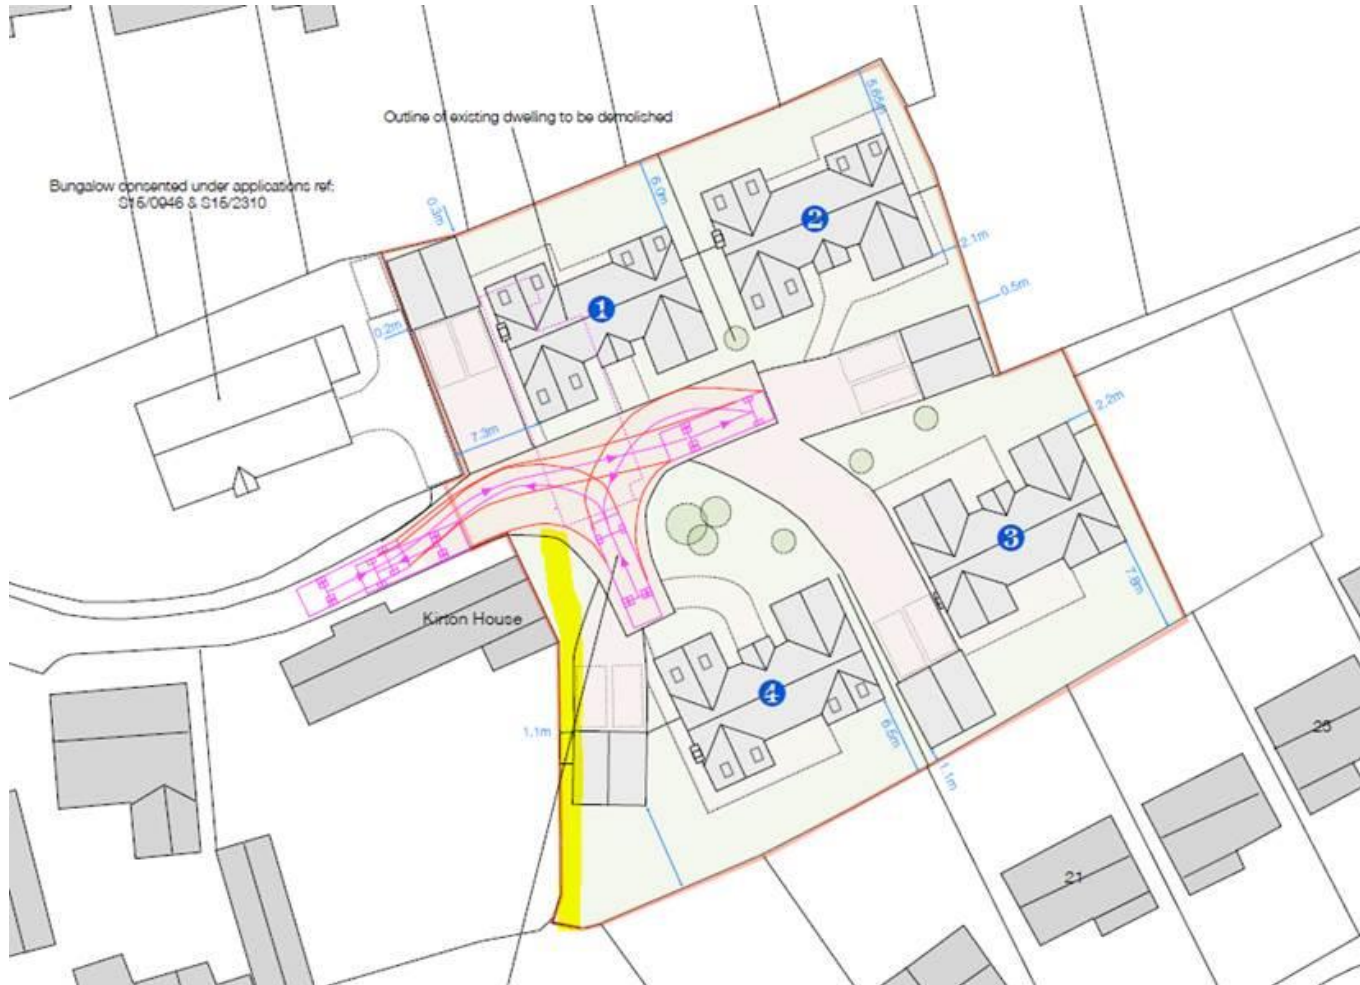 5.65m
Outline of existing dwelling to be demolished
Bungalow consented under applications ref:
S15/0946 & S15/2310
6.0m
0.3m
2
2.1m
0.5m
1
0.2m
2.2m
7.3m
3
7.8m
Kirton House
4
1.1m
6.5m
23
1.1m
21